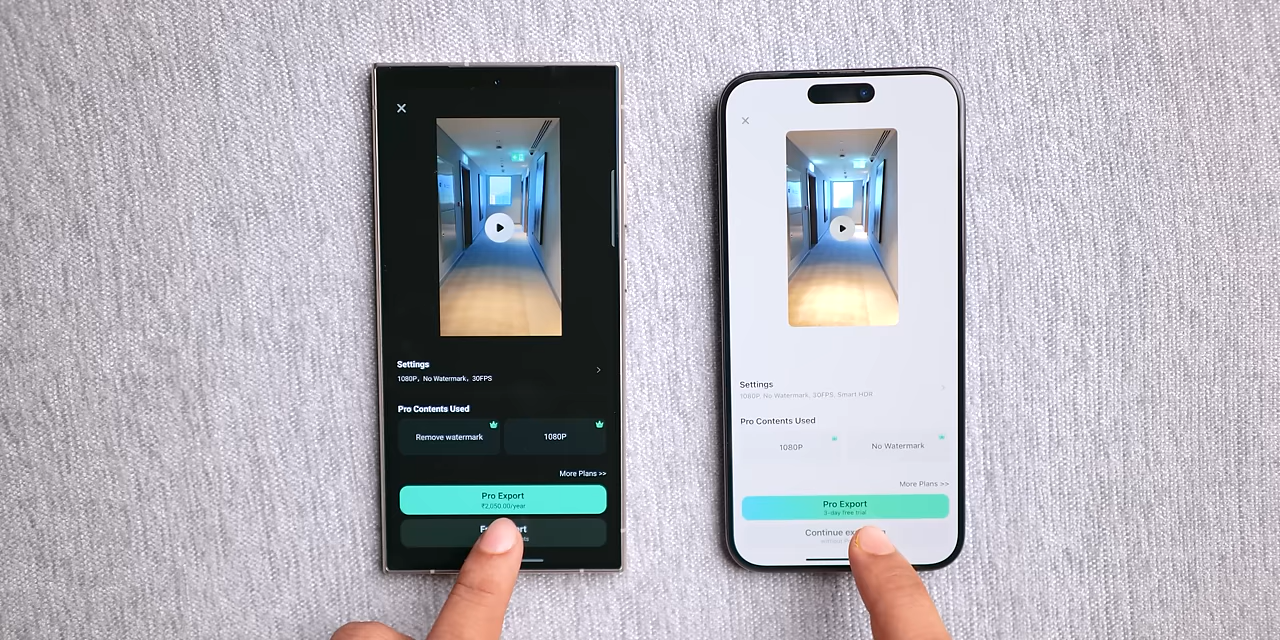 Settings
1080P, No Watermark, 30FPS
Pro Contents Used
Remove watermark
1080P
More Plans >>
Pro Export
₹2,050.00/year
Settings
1080P, No Watermark, 30FPS, Smart HDR
Pro Contents Used
1080P
No Watermark
More Plans >>
Pro Export
3-day free trial
Continue